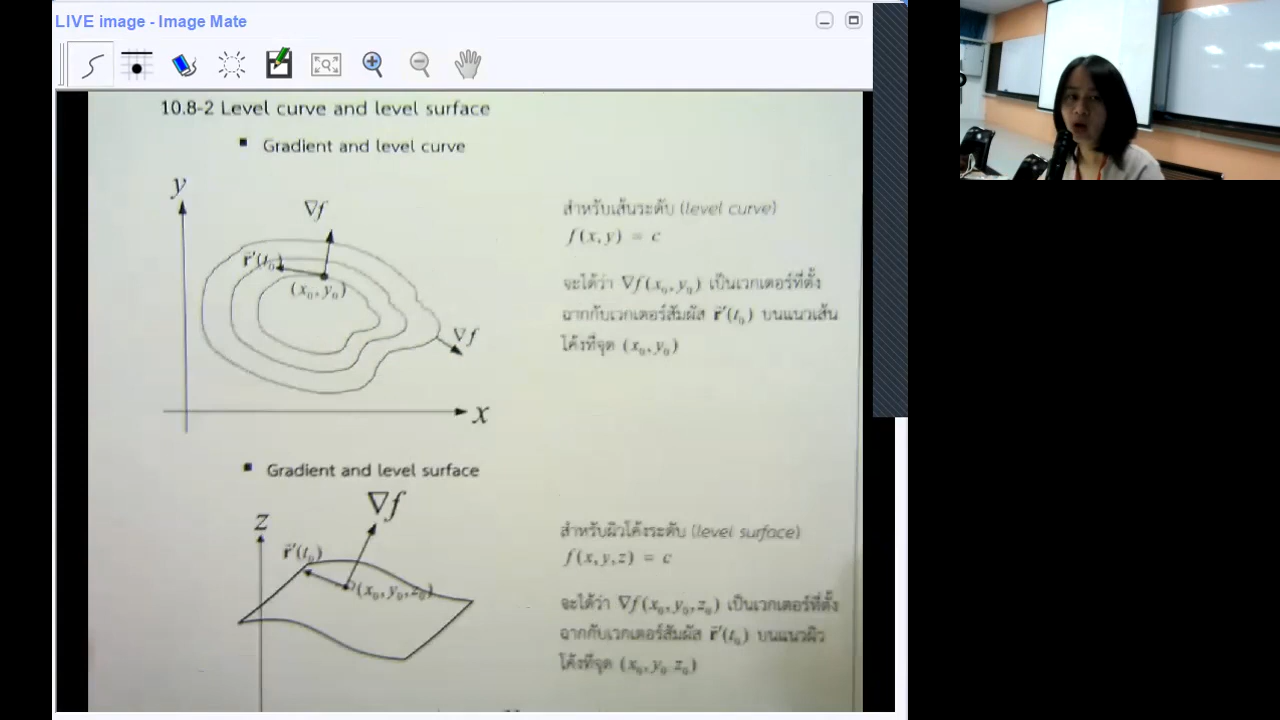 LIVE image - Image Mate
10.8-2 Level curve and level surface
▪ Gradient and level curve
y
∇f
r⃗′(t₀)
(x₀, y₀)
∇f
x
สำหรับเส้นระดับ (level curve)
f(x, y) = c
จะได้ว่า ∇f(x₀, y₀) เป็นเวกเตอร์ที่ตั้ง
ฉากกับเวกเตอร์สัมผัส r⃗′(t₀) บนแนวเส้น
โค้งที่จุด (x₀, y₀)
▪ Gradient and level surface
∇f
z
r⃗′(t₀)
(x₀, y₀, z₀)
สำหรับผิวโค้งระดับ (level surface)
f(x, y, z) = c
จะได้ว่า ∇f(x₀, y₀, z₀) เป็นเวกเตอร์ที่ตั้ง
ฉากกับเวกเตอร์สัมผัส r⃗′(t₀) บนแนวผิว
โค้งที่จุด (x₀, y₀ z₀)